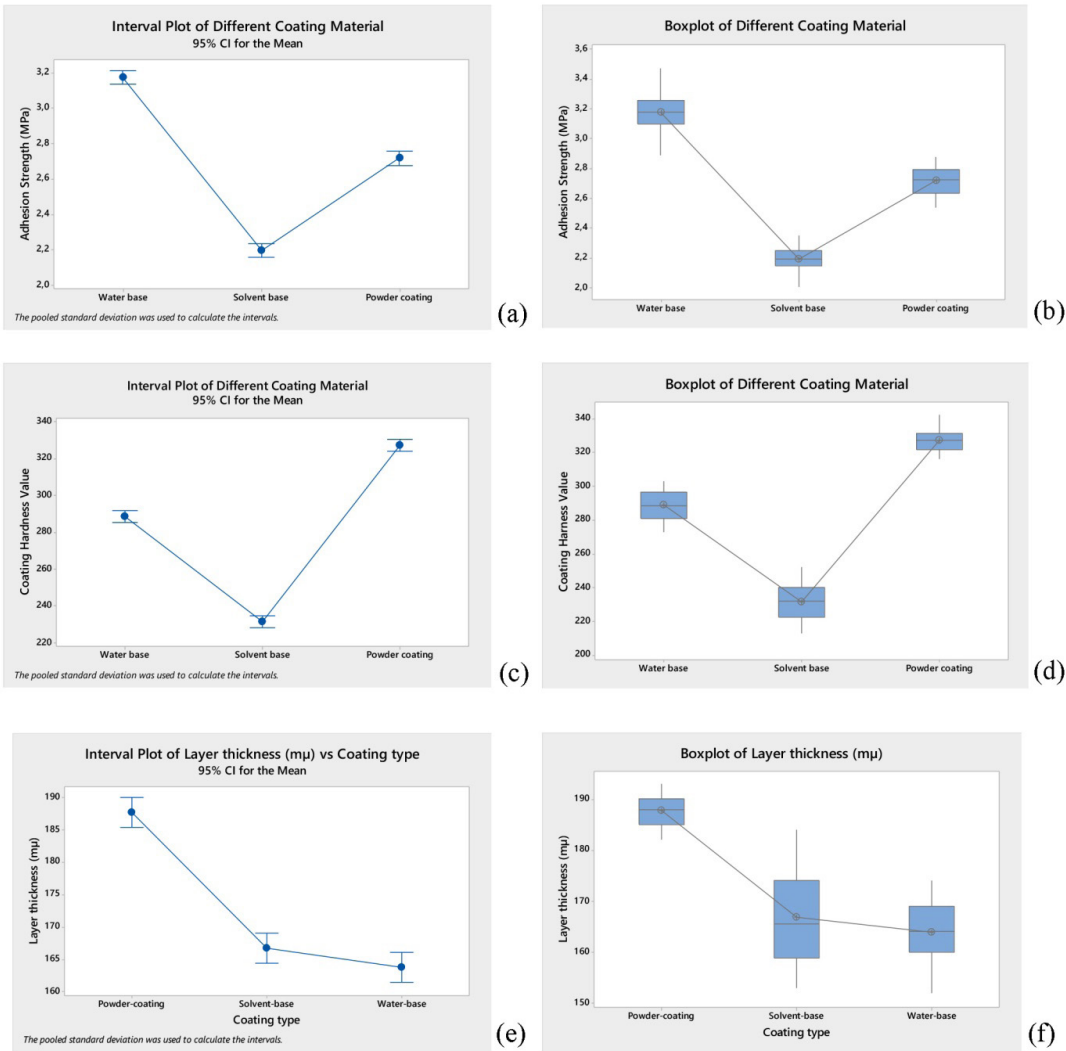 Interval Plot of Different Coating Material
95% CI for the Mean
Adhesion Strength (MPa)
3,2
3,0
2,8
2,6
2,4
2,2
2,0
Water base
Solvent base
Powder coating
The pooled standard deviation was used to calculate the intervals.
(a)
Boxplot of Different Coating Material
Adhesion Strength (MPa)
3,6
3,4
3,2
3,0
2,8
2,6
2,4
2,2
2,0
Water base
Solvent base
Powder coating
(b)
Interval Plot of Different Coating Material
95% CI for the Mean
Coating Hardness Value
340
320
300
280
260
240
220
Water base
Solvent base
Powder coating
The pooled standard deviation was used to calculate the intervals.
(c)
Boxplot of Different Coating Material
Coating Harness Value
340
320
300
280
260
240
220
200
Water base
Solvent base
Powder coating
(d)
Interval Plot of Layer thickness (mµ) vs Coating type
95% CI for the Mean
Layer thickness (mµ)
190
185
180
175
170
165
160
Powder-coating
Solvent-base
Water-base
Coating type
The pooled standard deviation was used to calculate the intervals.
(e)
Boxplot of Layer thickness (mµ)
Layer thickness (mµ)
190
180
170
160
150
Powder-coating
Solvent-base
Water-base
Coating type
(f)